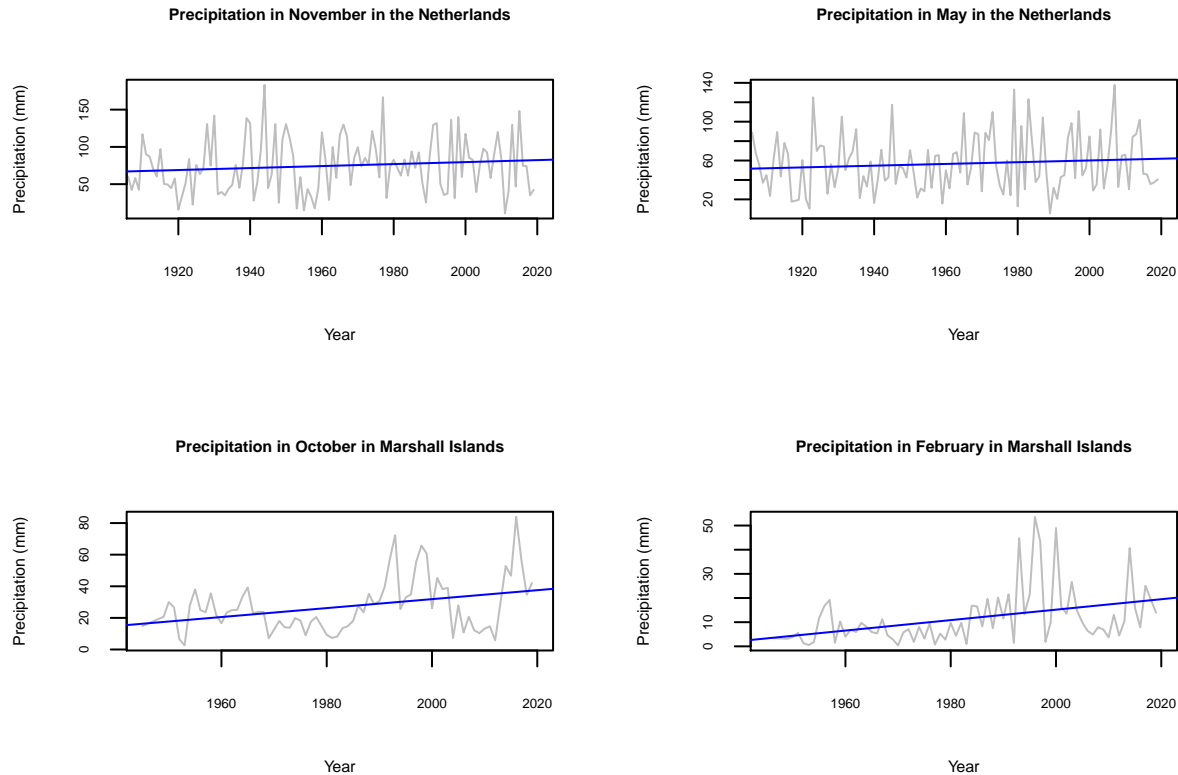 Precipitation in November in the Netherlands
Precipitation (mm)
50
100
150
1920 1940 1960 1980 2000 2020
Year
Precipitation in May in the Netherlands
Precipitation (mm)
20
60
100
140
1920 1940 1960 1980 2000 2020
Year
Precipitation in October in Marshall Islands
Precipitation (mm)
0
20
40
60
80
1960 1980 2000 2020
Year
Precipitation in February in Marshall Islands
Precipitation (mm)
0
10
30
50
1960 1980 2000 2020
Year